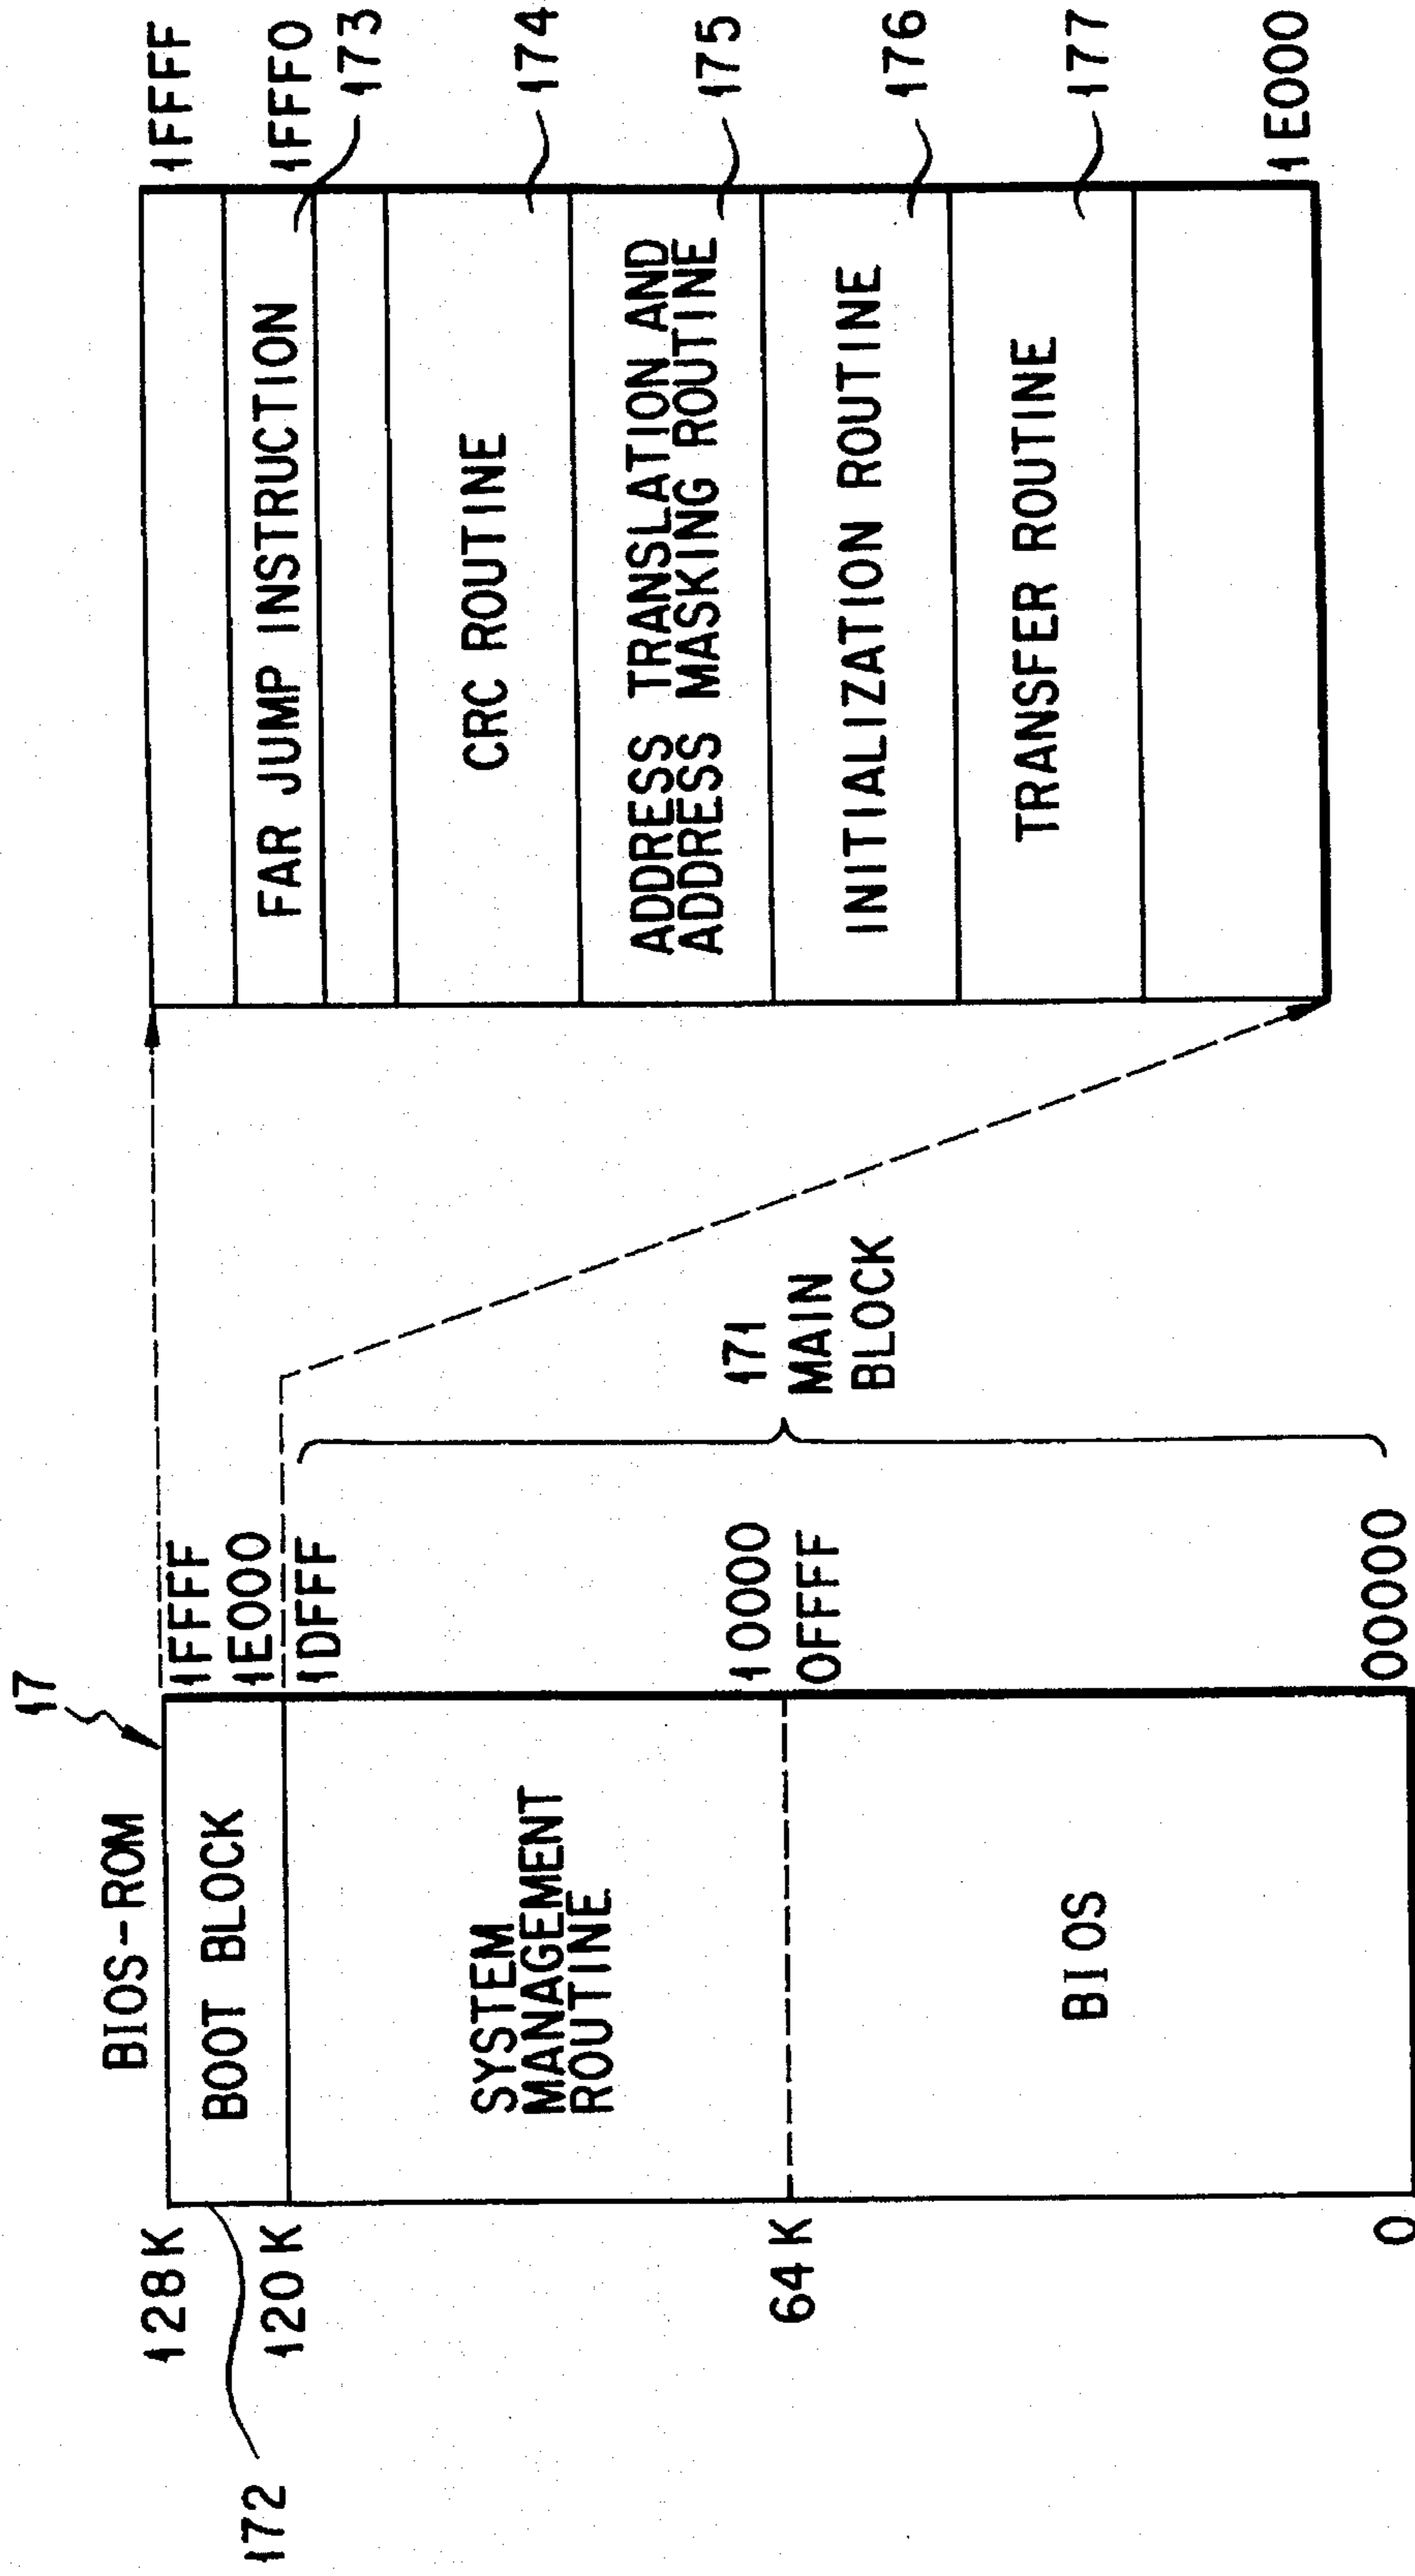 BIOS-ROM
17
128K
BOOT BLOCK
1FFFF
172
120K
1E000
1DFFF
SYSTEM
MANAGEMENT
ROUTINE
64K
10000
0FFFF
BIOS
0
00000
171
MAIN
BLOCK
1FFFF
FAR JUMP INSTRUCTION
1FFF0
173
CRC ROUTINE
174
ADDRESS TRANSLATION AND
ADDRESS MASKING ROUTINE
175
INITIALIZATION ROUTINE
176
TRANSFER ROUTINE
177
1E000